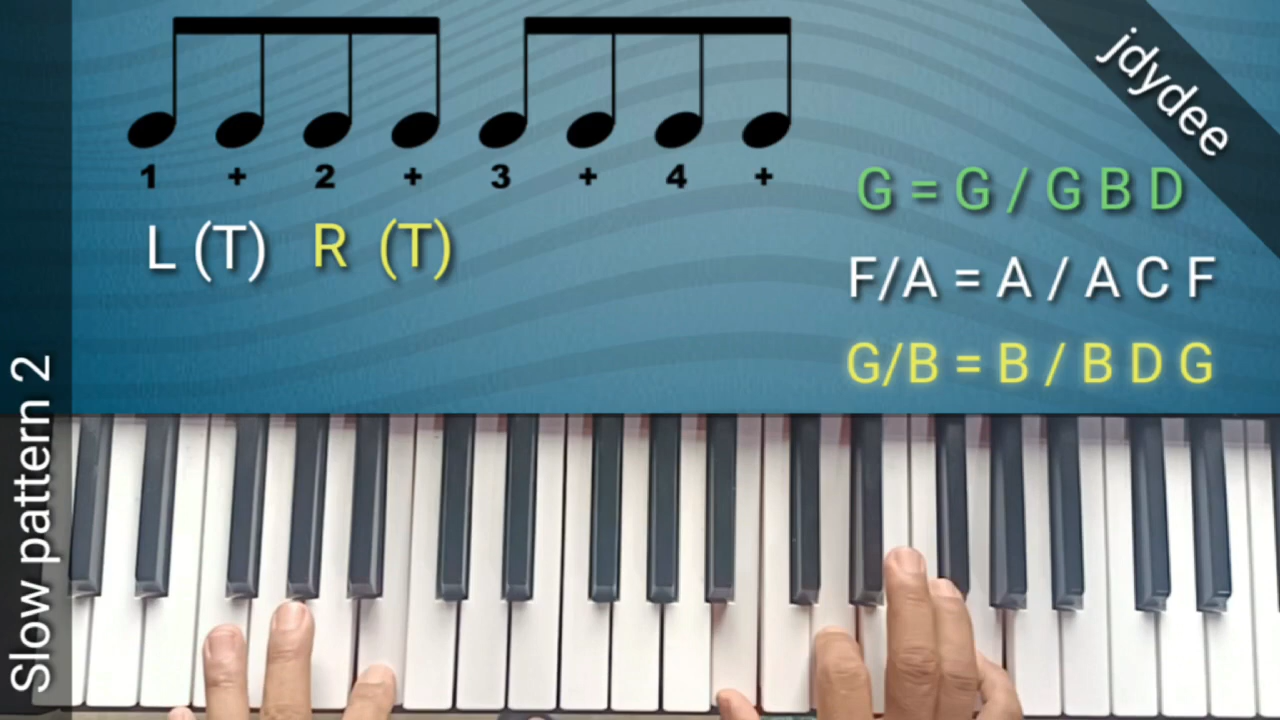 1 + 2 + 3 + 4 +
L (T) R (T)
jdydee
G = G / G B D
F/A = A / A C F
G/B = B / B D G
Slow pattern 2